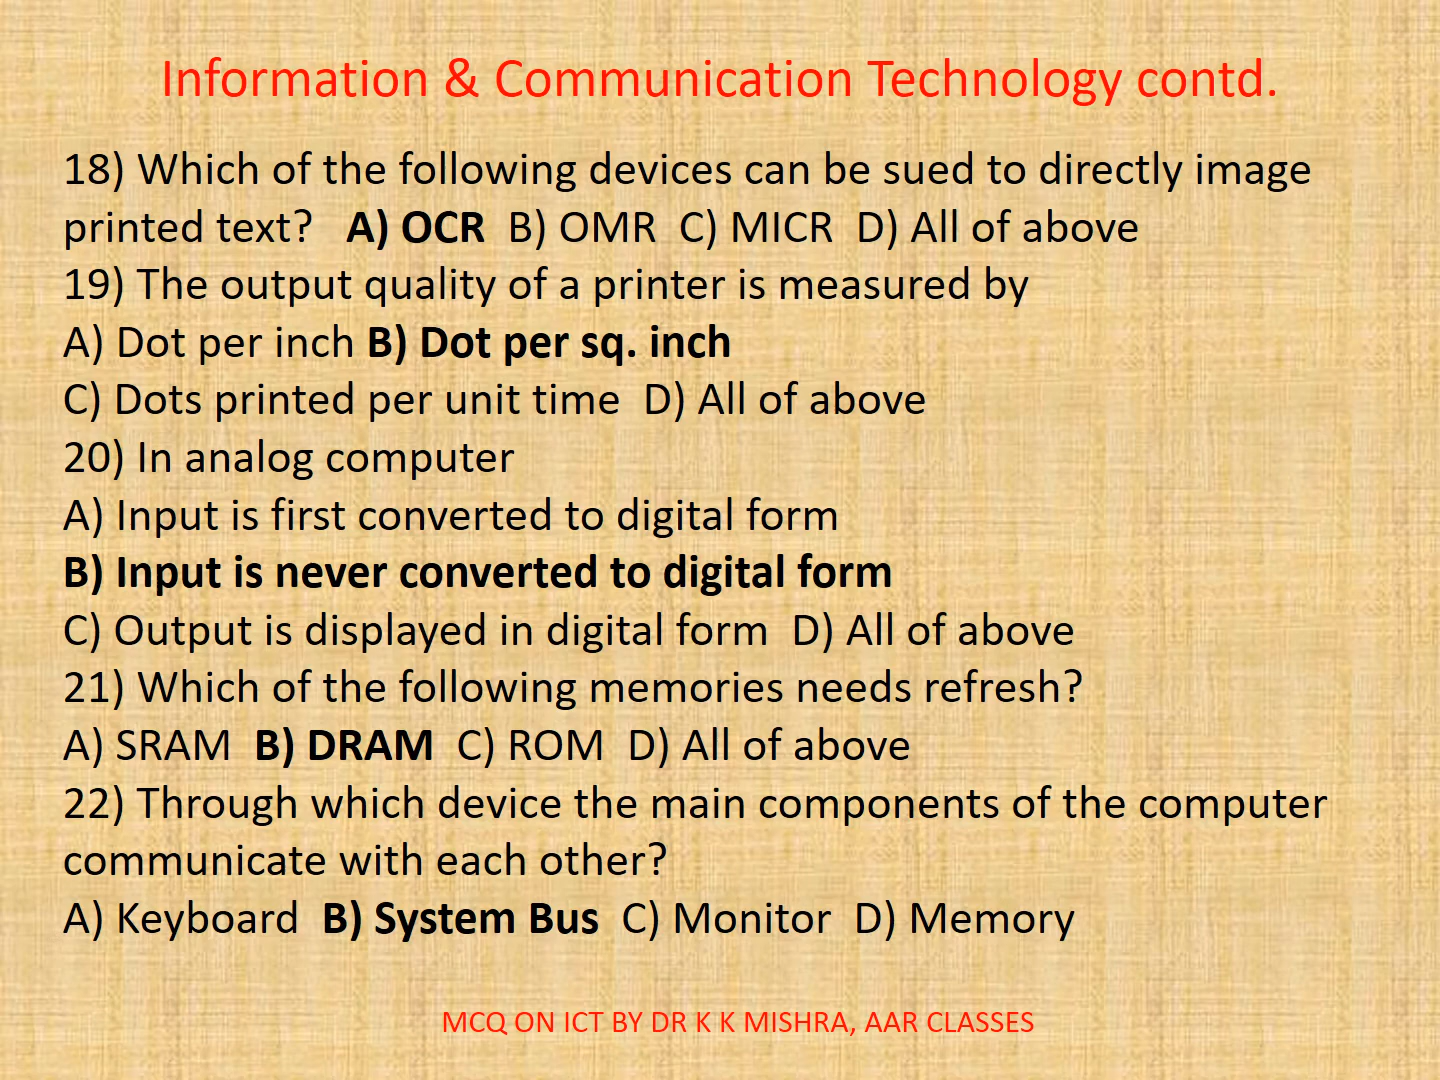 Information & Communication Technology contd.
18) Which of the following devices can be sued to directly image
printed text? A) OCR B) OMR C) MICR D) All of above
19) The output quality of a printer is measured by
A) Dot per inch B) Dot per sq. inch
C) Dots printed per unit time D) All of above
20) In analog computer
A) Input is first converted to digital form
B) Input is never converted to digital form
C) Output is displayed in digital form D) All of above
21) Which of the following memories needs refresh?
A) SRAM B) DRAM C) ROM D) All of above
22) Through which device the main components of the computer
communicate with each other?
A) Keyboard B) System Bus C) Monitor D) Memory
MCQ ON ICT BY DR K K MISHRA, AAR CLASSES